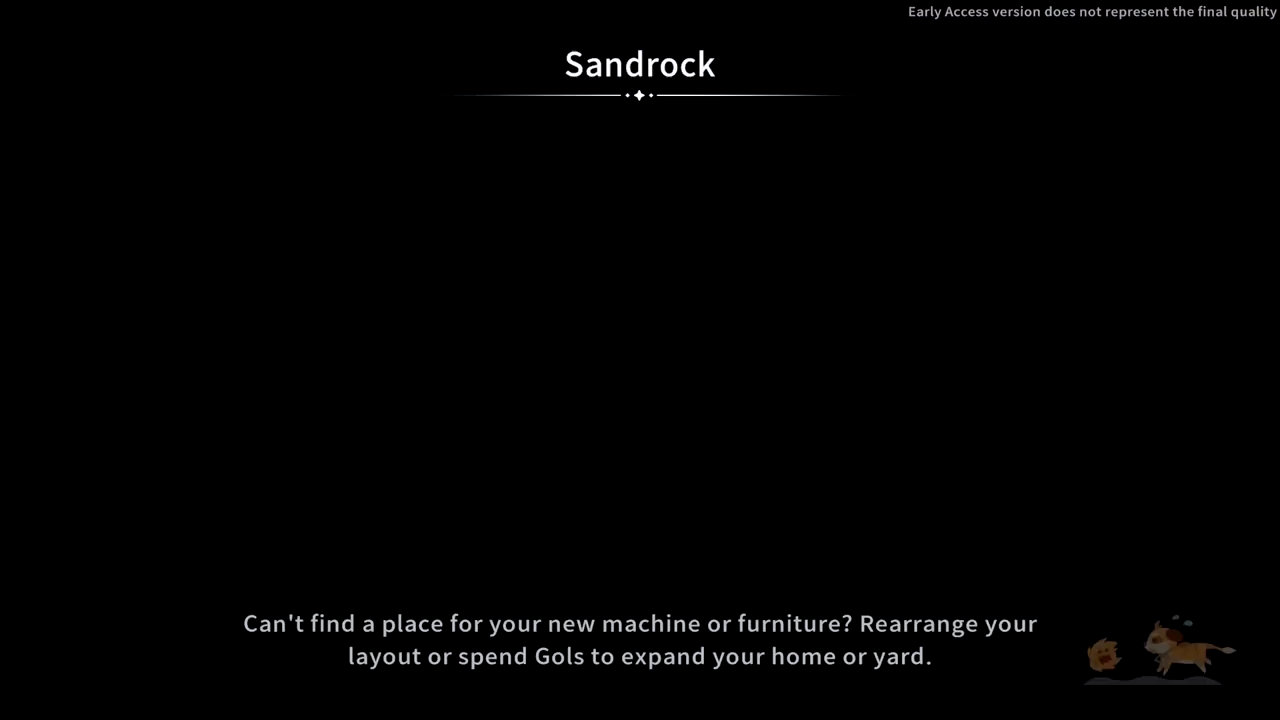 Early Access version does not represent the final quality
Sandrock
Can't find a place for your new machine or furniture? Rearrange your
layout or spend Gols to expand your home or yard.